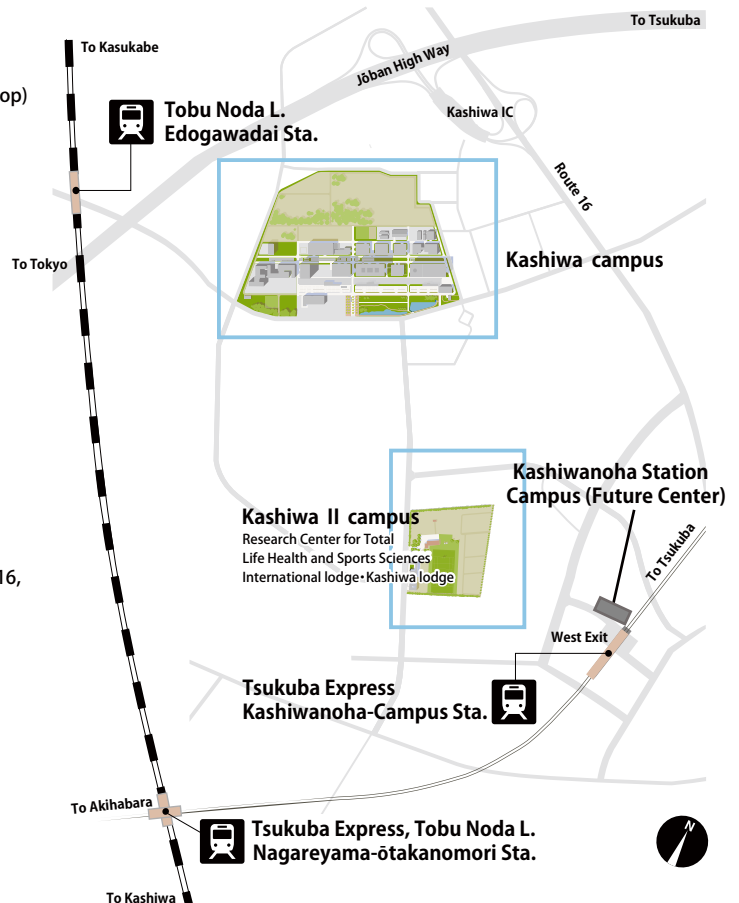 To Tsukuba
To Kasukabe
Jōban High Way
op)
Tobu Noda L.
Edogawadai Sta.
Kashiwa IC
Route 16
To Tokyo
Kashiwa campus
Kashiwanoha Station
Campus (Future Center)
Kashiwa II campus
Research Center for Total
Life Health and Sports Sciences
International lodge・Kashiwa lodge
To Tsukuba
16,
West Exit
Tsukuba Express
Kashiwanoha-Campus Sta.
To Akihabara
Tsukuba Express, Tobu Noda L.
Nagareyama-ōtakanomori Sta.
N
To Kashiwa